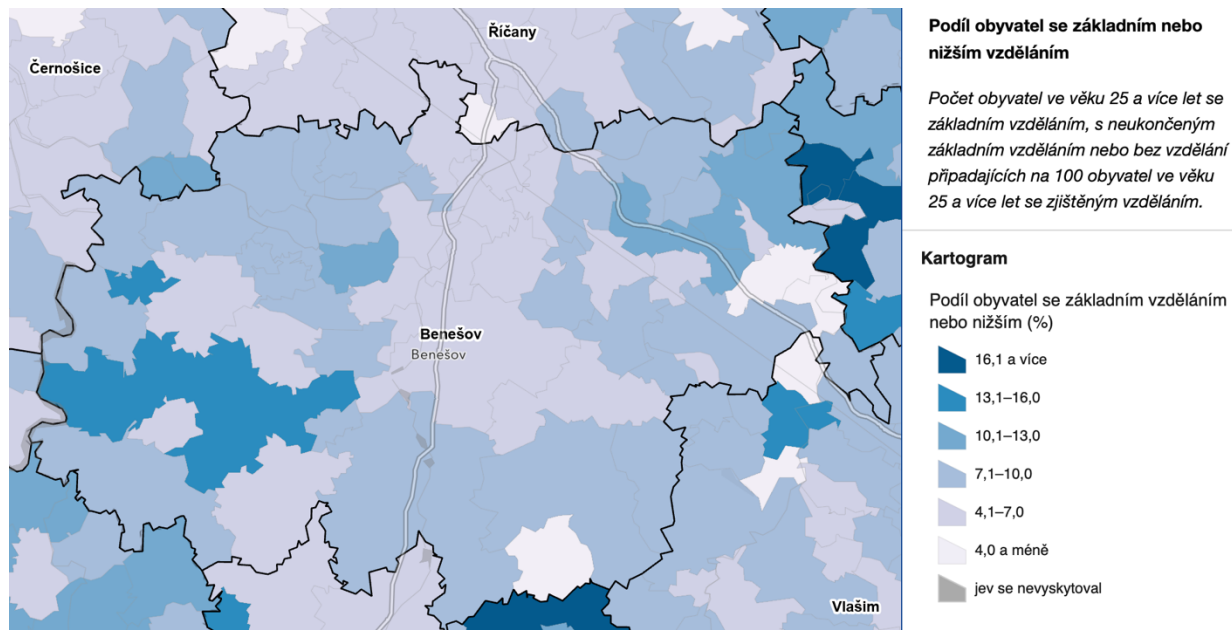 Říčany
Černošice
Benešov
Benešov
Vlašim
Podíl obyvatel se základním nebo
nižším vzděláním
Počet obyvatel ve věku 25 a více let se
základním vzděláním, s neukončeným
základním vzděláním nebo bez vzdělání
připadajících na 100 obyvatel ve věku
25 a více let se zjištěným vzděláním.
Kartogram
Podíl obyvatel se základním vzděláním
nebo nižším (%)
16,1 a více
13,1–16,0
10,1–13,0
7,1–10,0
4,1–7,0
4,0 a méně
jev se nevyskytoval